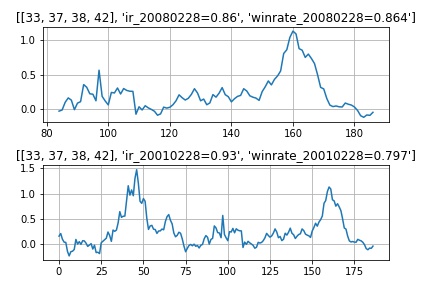 [[33, 37, 38, 42], 'ir_20080228=0.86', 'winrate_20080228=0.864']
1.0
0.5
0.0
80 100 120 140 160 180
[[33, 37, 38, 42], 'ir_20010228=0.93', 'winrate_20010228=0.797']
1.5
1.0
0.5
0.0
0 25 50 75 100 125 150 175